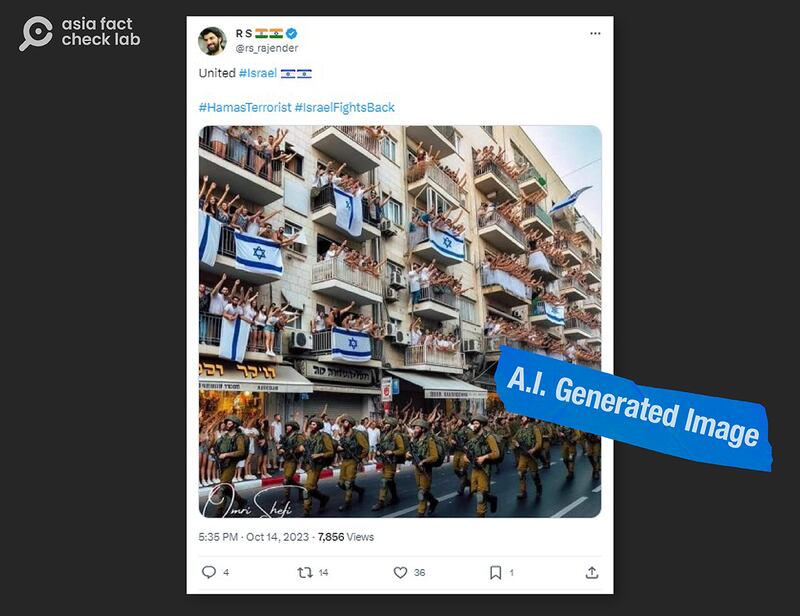 asia fact
check lab
R S
@rs_rajender
United #Israel
#HamasTerrorist #IsraelFightsBack
A.I. Generated Image
Omri Shefi
5:35 PM · Oct 14, 2023 · 7,856 Views
4
14
36
1